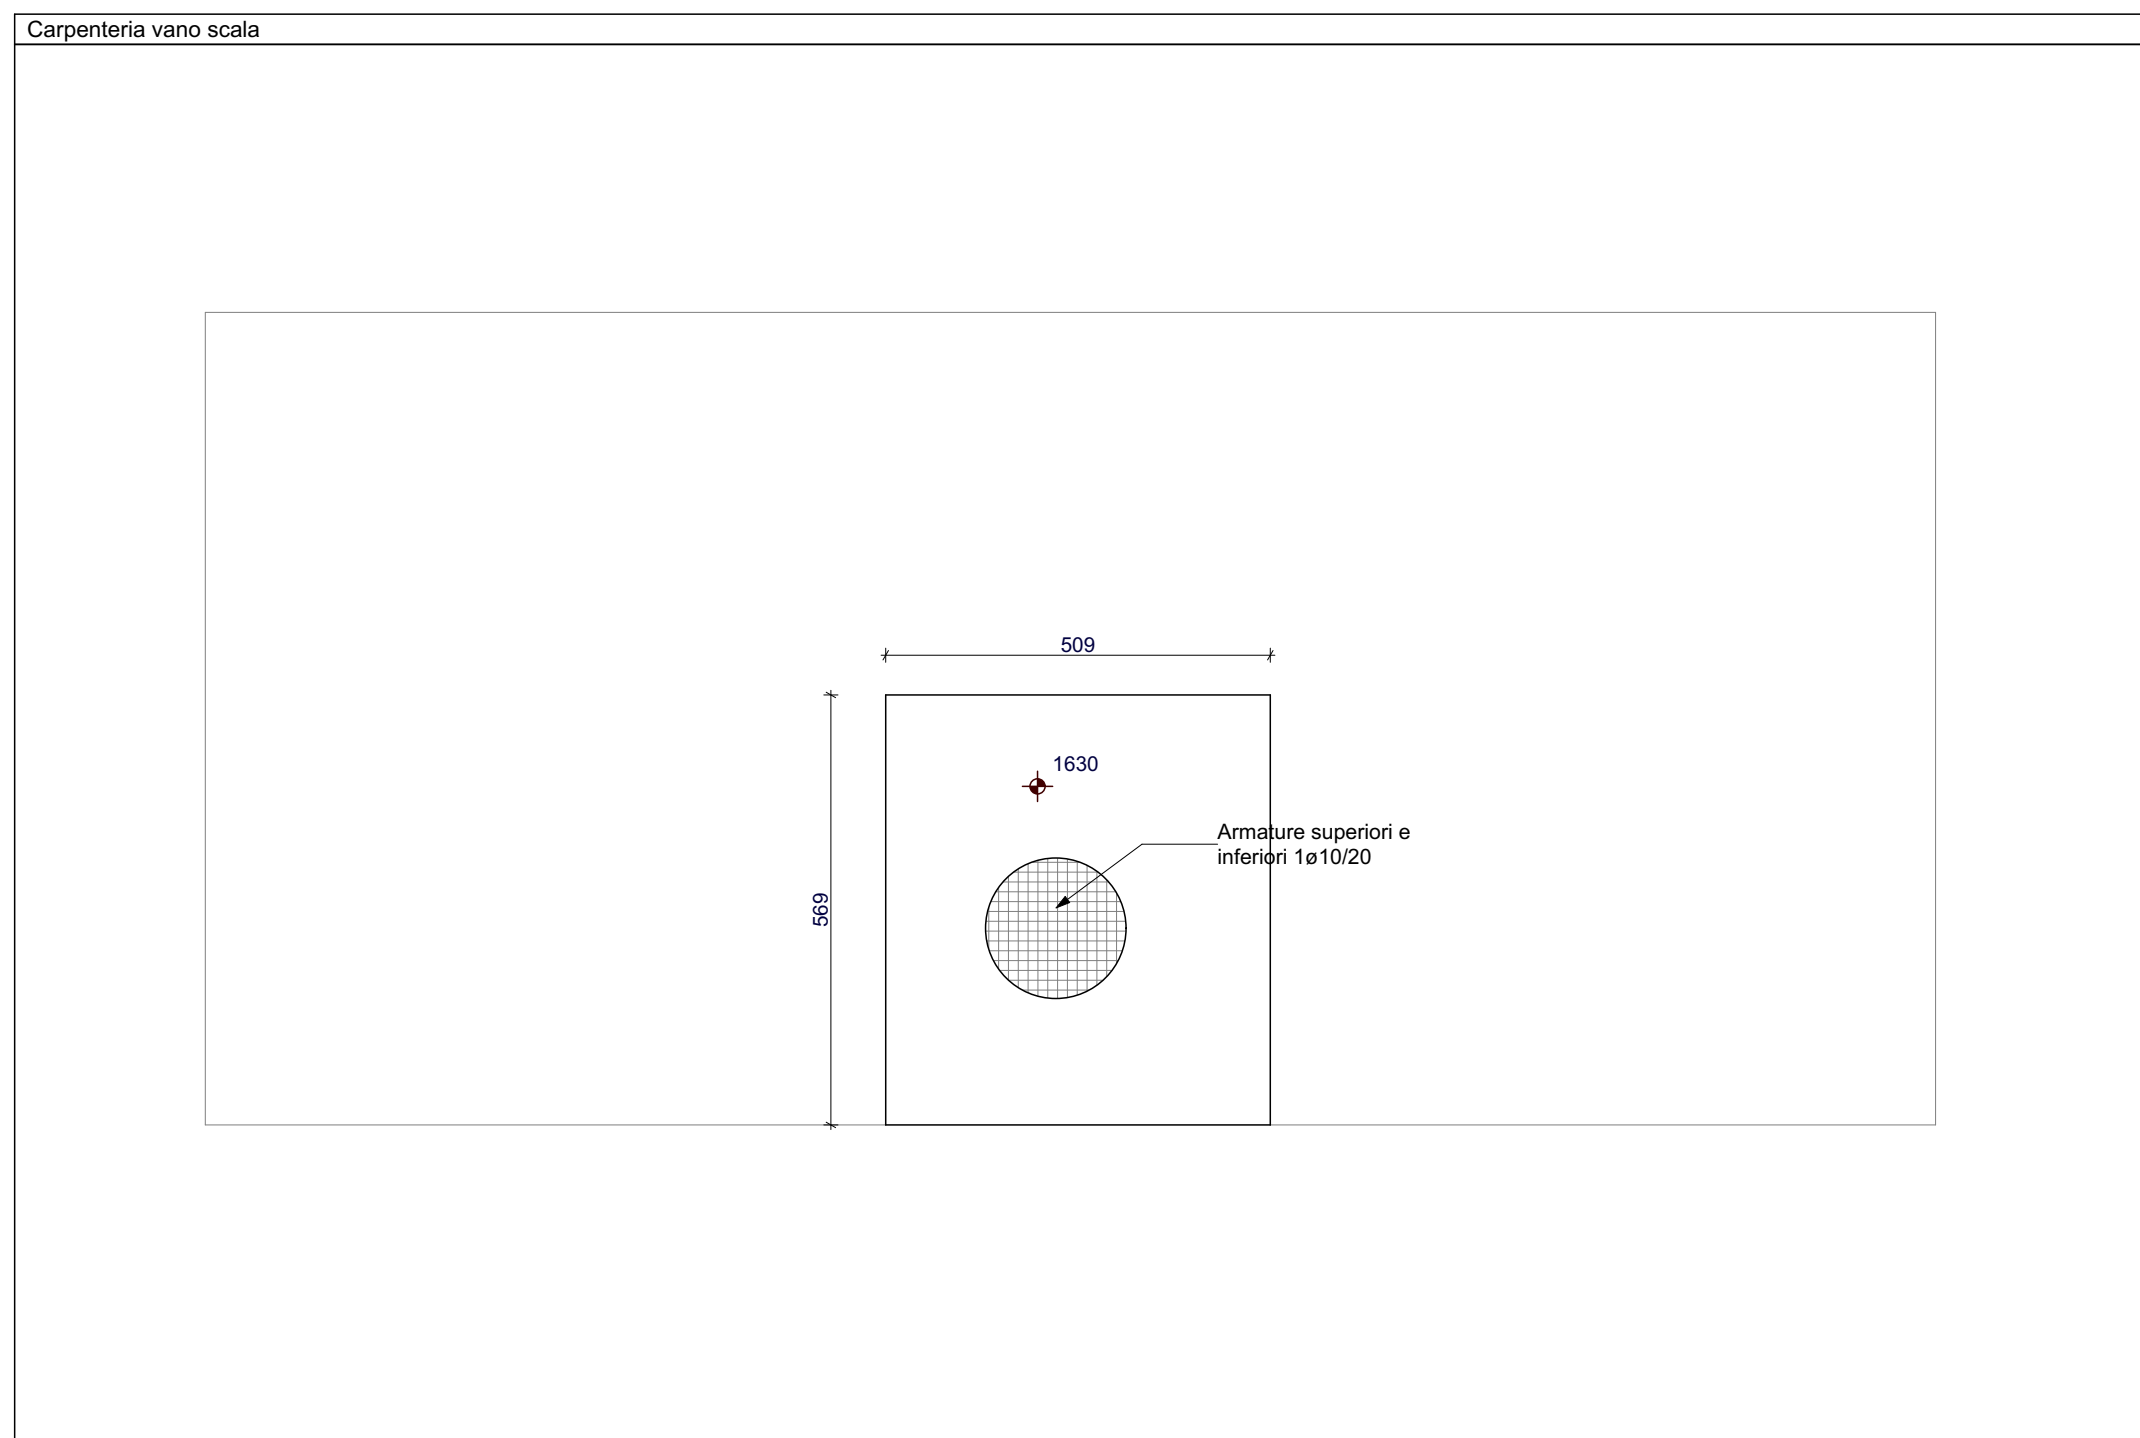 Carpenteria vano scala
509
1630
Armature superiori e
inferiori 1ø10/20
569